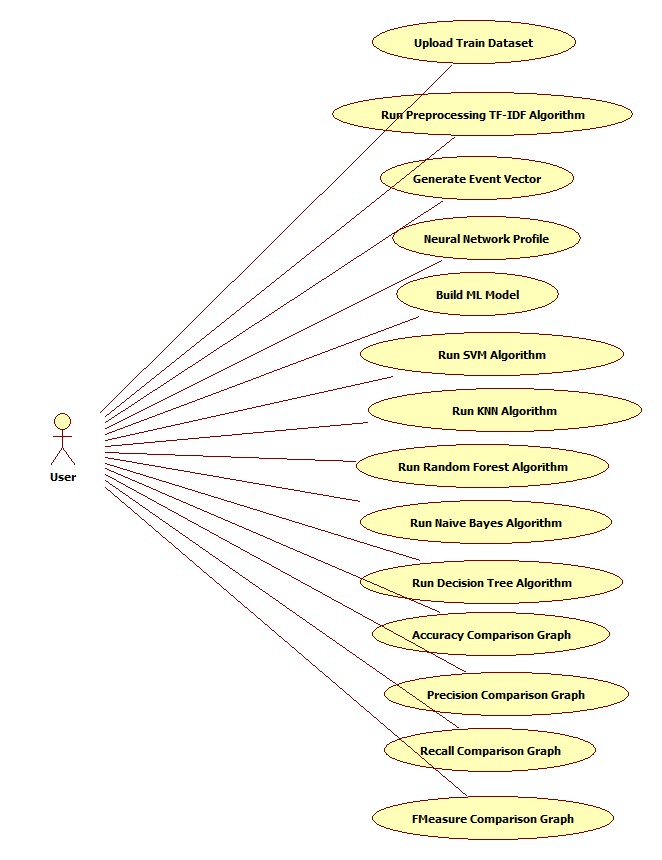 Upload Train Dataset
Run Preprocessing TF-IDF Algorithm
Generate Event Vector
Neural Network Profile
Build ML Model
Run SVM Algorithm
Run KNN Algorithm
Run Random Forest Algorithm
User
Run Naive Bayes Algorithm
Run Decision Tree Algorithm
Accuracy Comparison Graph
Precision Comparison Graph
Recall Comparison Graph
FMeasure Comparison Graph